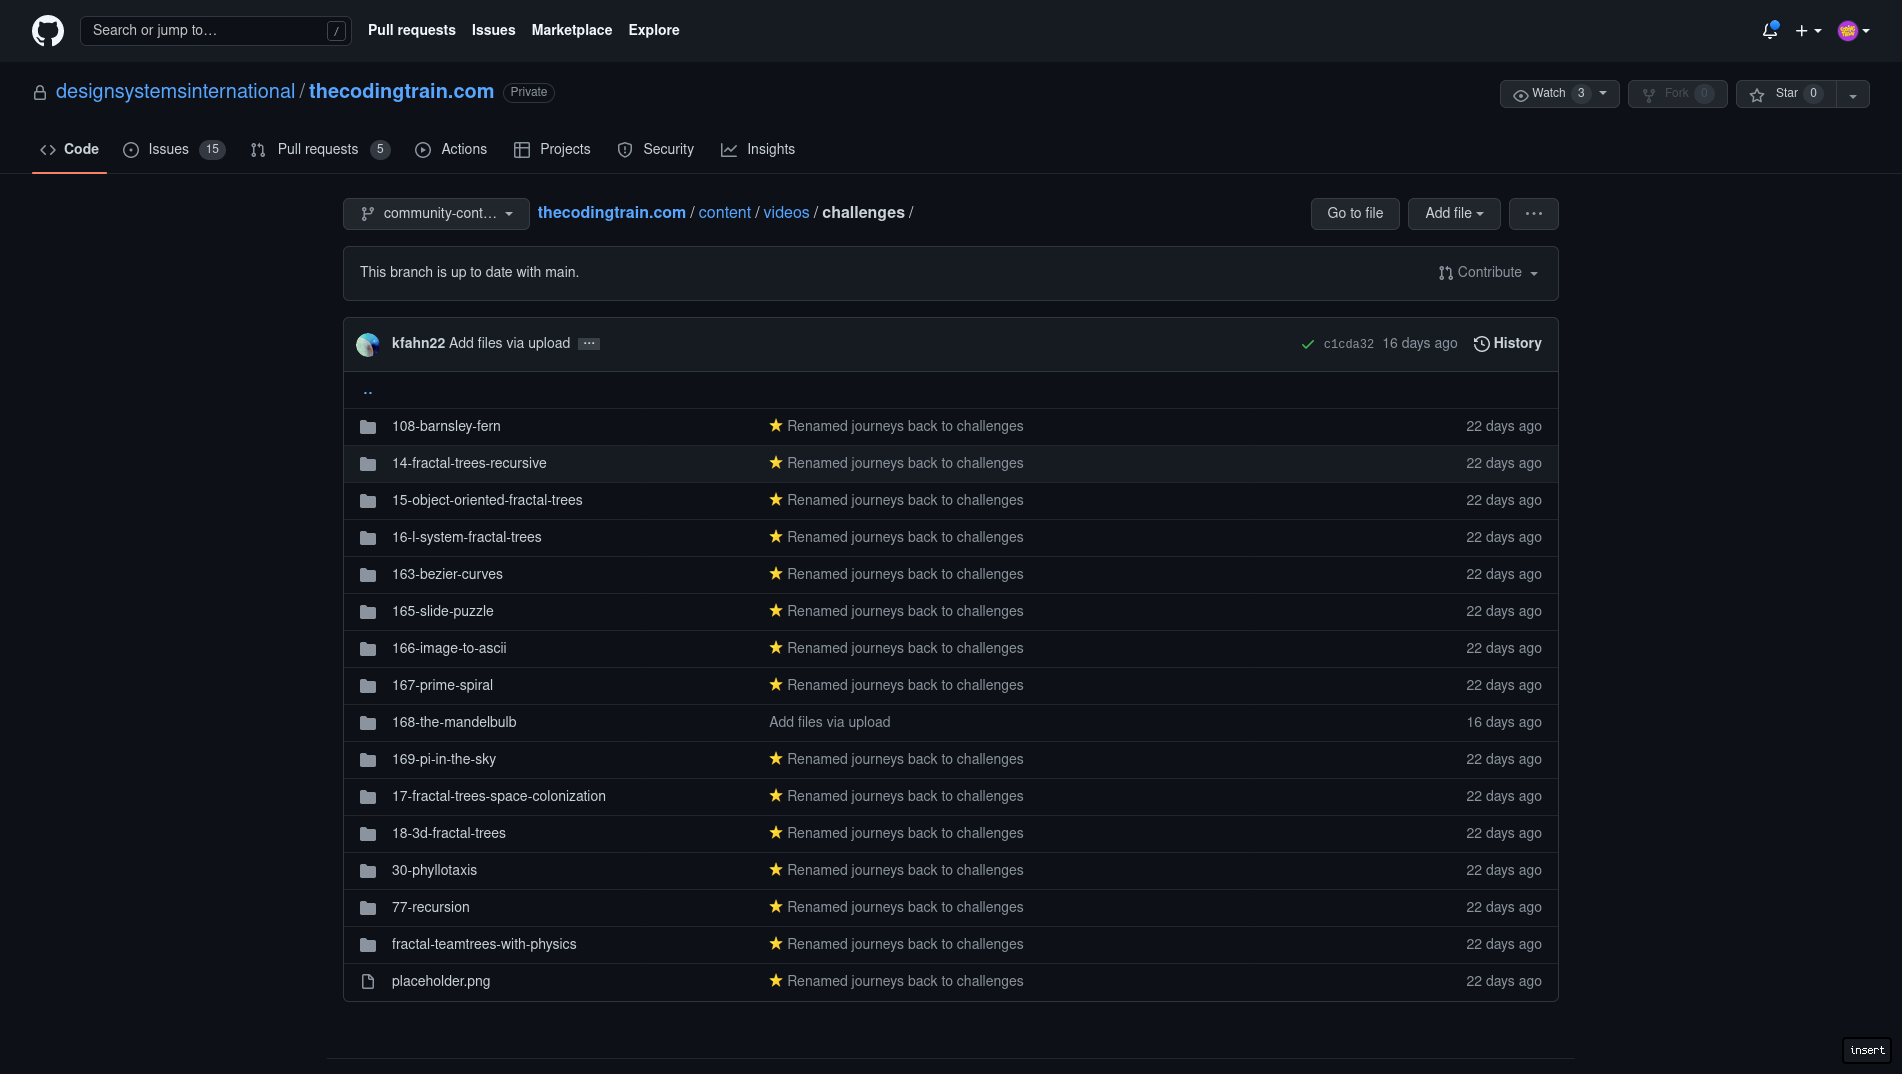 Search or jump to… /
Pull requests Issues Marketplace Explore
designsystemsinternational / thecodingtrain.com Private
Watch 3 Fork 0 Star 0
Code Issues 15 Pull requests 5 Actions Projects Security Insights
community-cont… thecodingtrain.com / content / videos / challenges /
Go to file Add file ···
This branch is up to date with main.
Contribute
kfahn22 Add files via upload ··· c1cda32 16 days ago History
..
108-barnsley-fern ⭐ Renamed journeys back to challenges 22 days ago
14-fractal-trees-recursive ⭐ Renamed journeys back to challenges 22 days ago
15-object-oriented-fractal-trees ⭐ Renamed journeys back to challenges 22 days ago
16-l-system-fractal-trees ⭐ Renamed journeys back to challenges 22 days ago
163-bezier-curves ⭐ Renamed journeys back to challenges 22 days ago
165-slide-puzzle ⭐ Renamed journeys back to challenges 22 days ago
166-image-to-ascii ⭐ Renamed journeys back to challenges 22 days ago
167-prime-spiral ⭐ Renamed journeys back to challenges 22 days ago
168-the-mandelbulb Add files via upload 16 days ago
169-pi-in-the-sky ⭐ Renamed journeys back to challenges 22 days ago
17-fractal-trees-space-colonization ⭐ Renamed journeys back to challenges 22 days ago
18-3d-fractal-trees ⭐ Renamed journeys back to challenges 22 days ago
30-phyllotaxis ⭐ Renamed journeys back to challenges 22 days ago
77-recursion ⭐ Renamed journeys back to challenges 22 days ago
fractal-teamtrees-with-physics ⭐ Renamed journeys back to challenges 22 days ago
placeholder.png ⭐ Renamed journeys back to challenges 22 days ago
insert